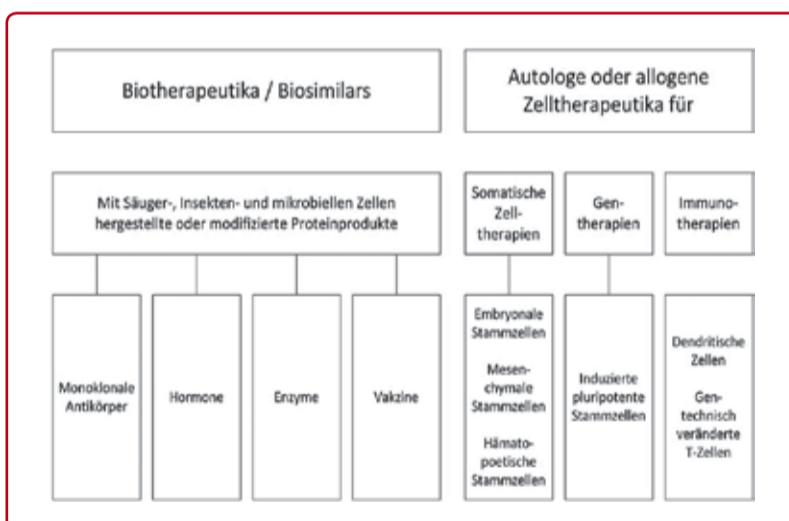 Biotherapeutika / Biosimilars
Autologe oder allogene
Zelltherapeutika für
Mit Säuger-, Insekten- und mikrobiellen Zellen
hergestellte oder modifizierte Proteinprodukte
Somatische
Zell-
therapien
Gen-
therapien
Immuno-
therapien
Monoklonale
Antikörper
Hormone
Enzyme
Vakzine
Embryonale
Stammzellen
Mesen-
chymale
Stammzellen
Hämato-
poetische
Stammzellen
Induzierte
pluripotente
Stammzellen
Dendritische
Zellen
Gen-
technisch
veränderte
T-Zellen